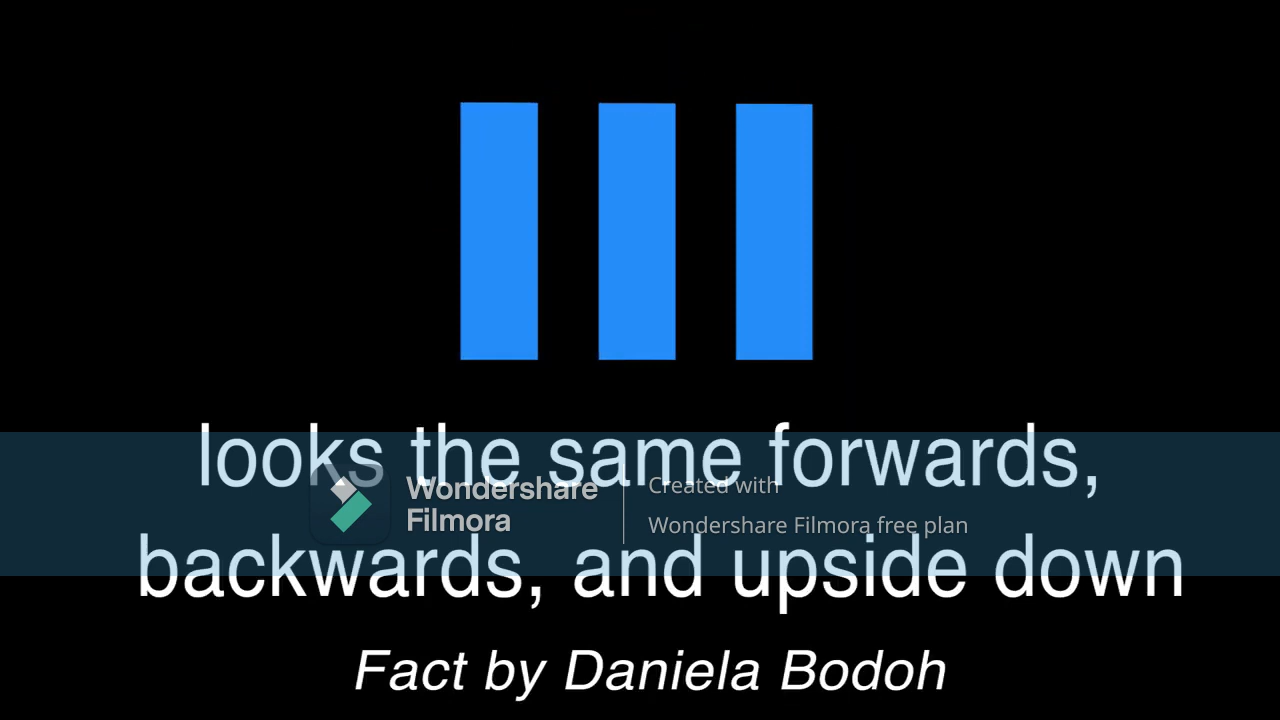 III
looks the same forwards,
Wondershare
Filmora
Created with
Wondershare Filmora free plan
backwards, and upside down
Fact by Daniela Bodoh